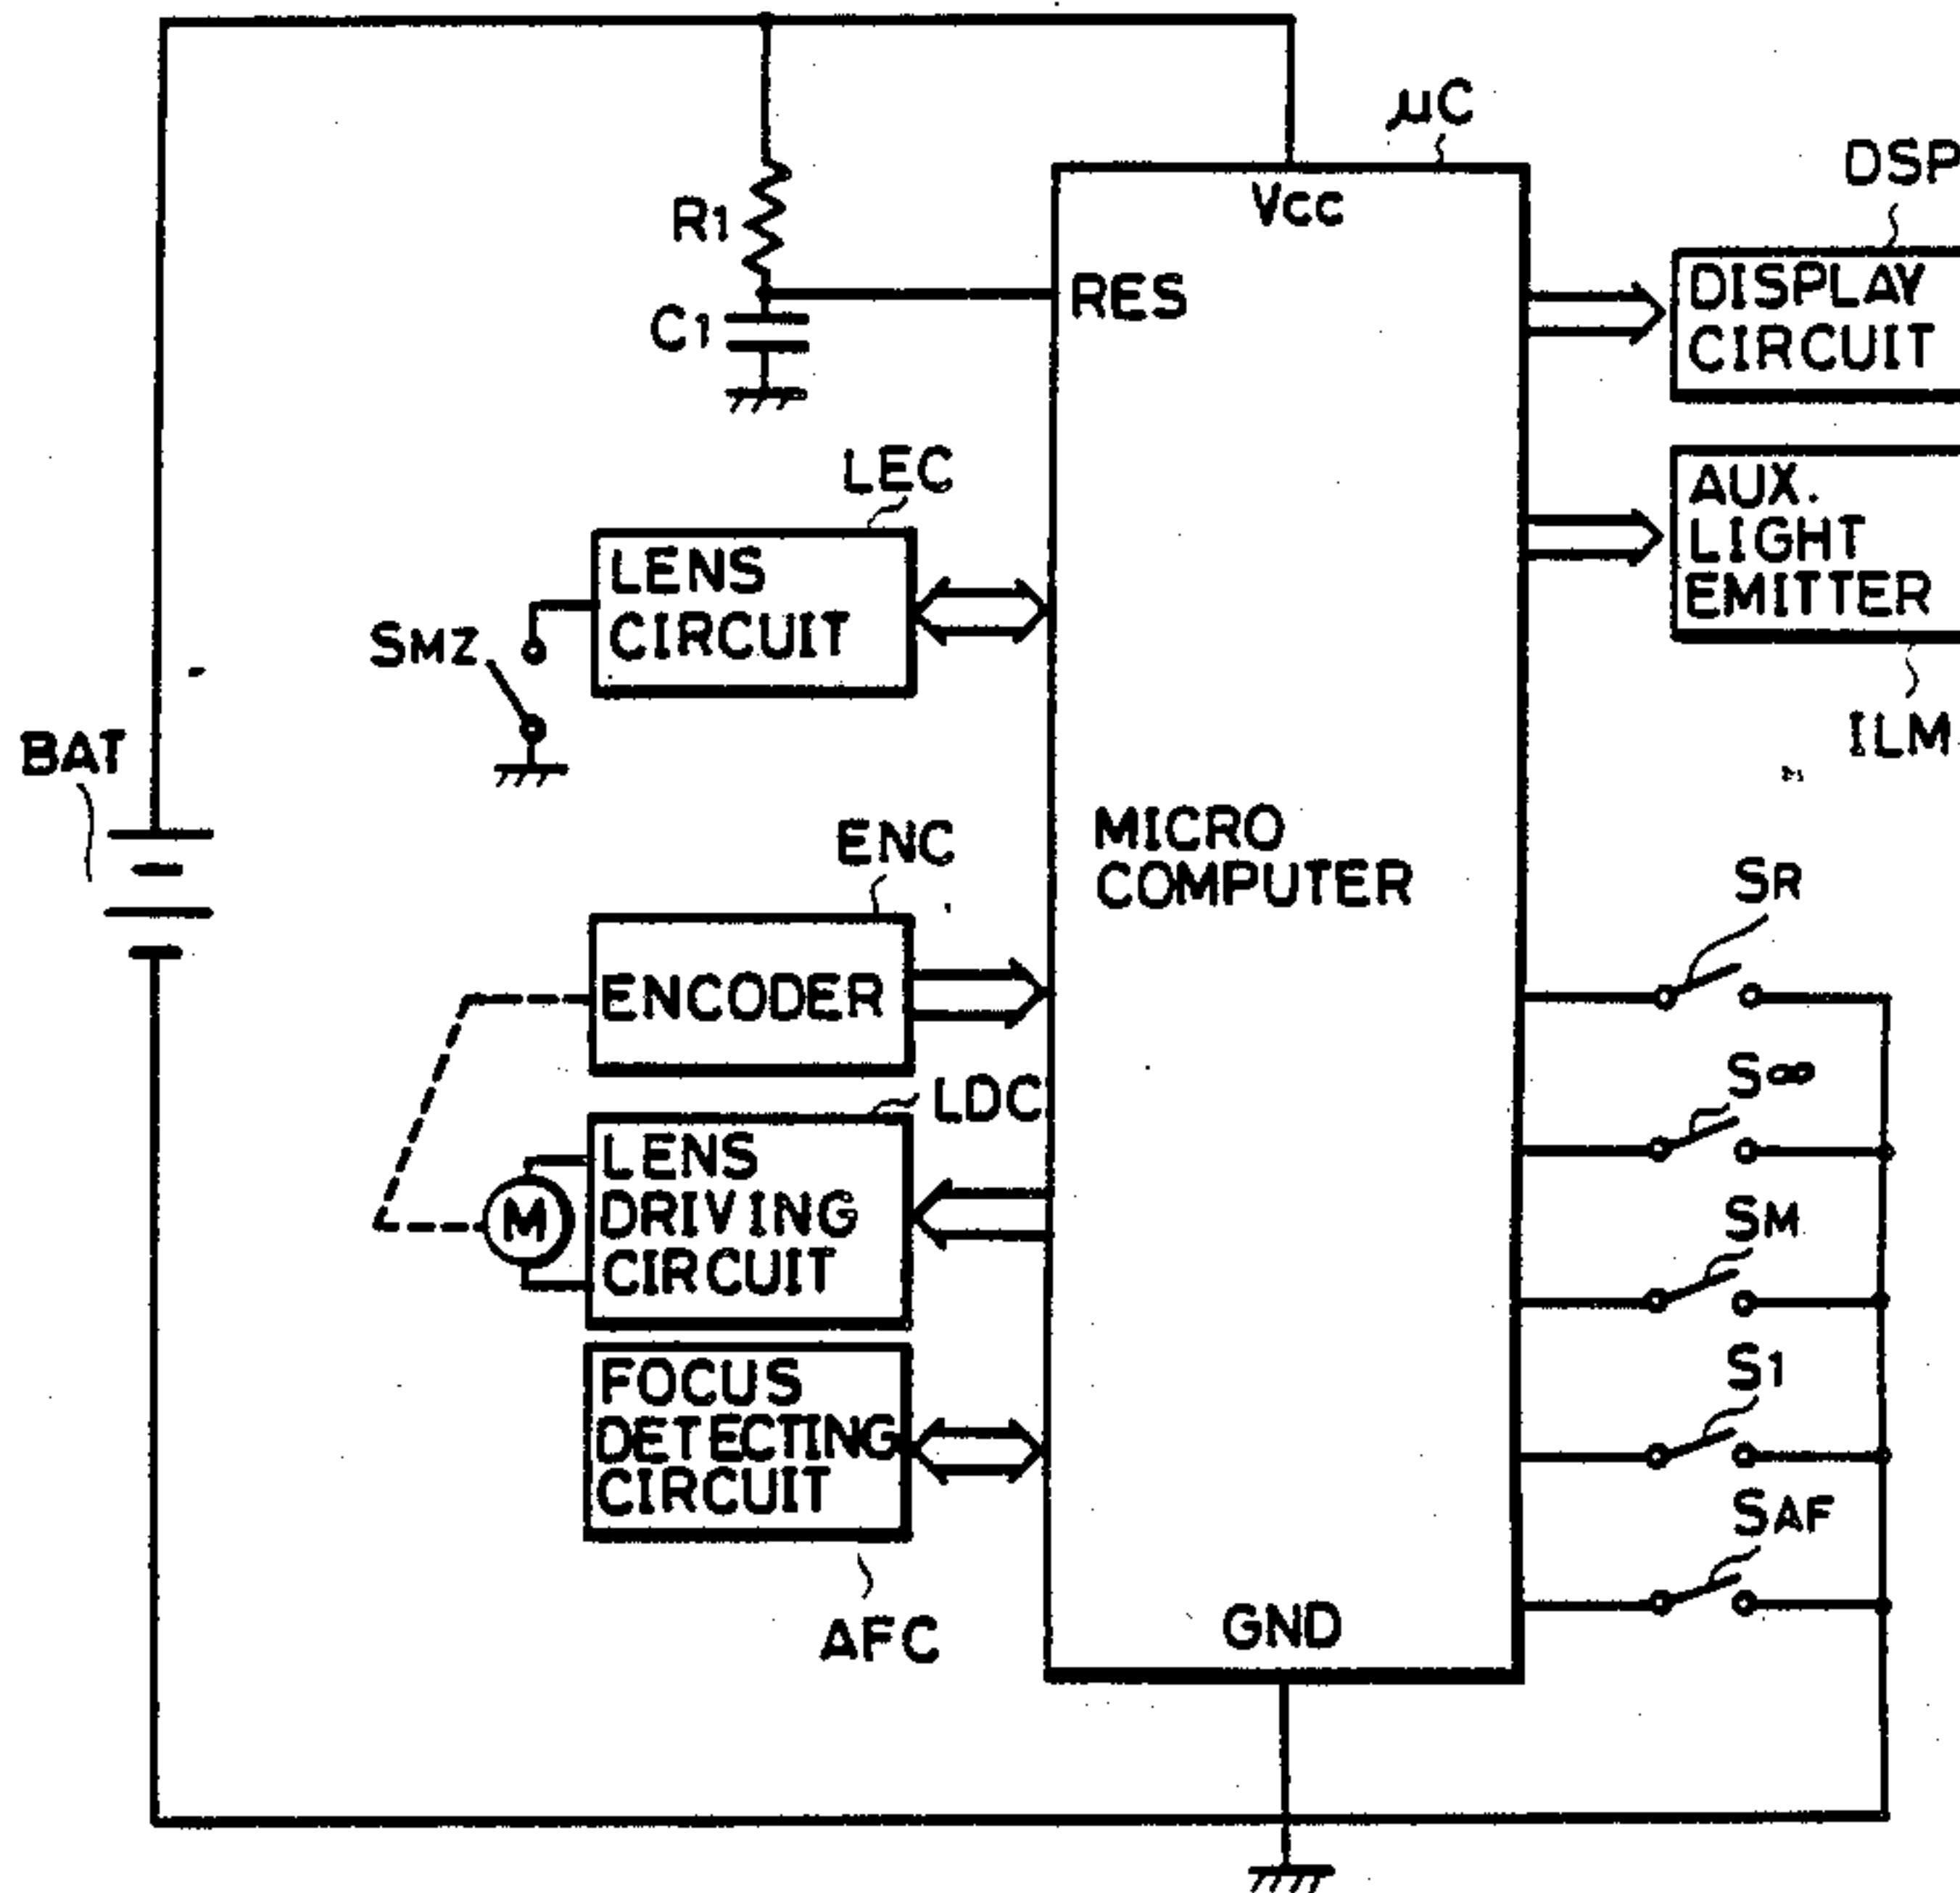 µC
DSP
Vcc
R1
RES
DISPLAY
CIRCUIT
C1
LEC
AUX.
LIGHT
EMITTER
LENS
CIRCUIT
SMZ
ILM
BAT
MICRO
COMPUTER
ENC
SR
ENCODER
S∞
LDC
LENS
DRIVING
CIRCUIT
M
SM
FOCUS
DETECTING
CIRCUIT
S1
SAF
AFC
GND